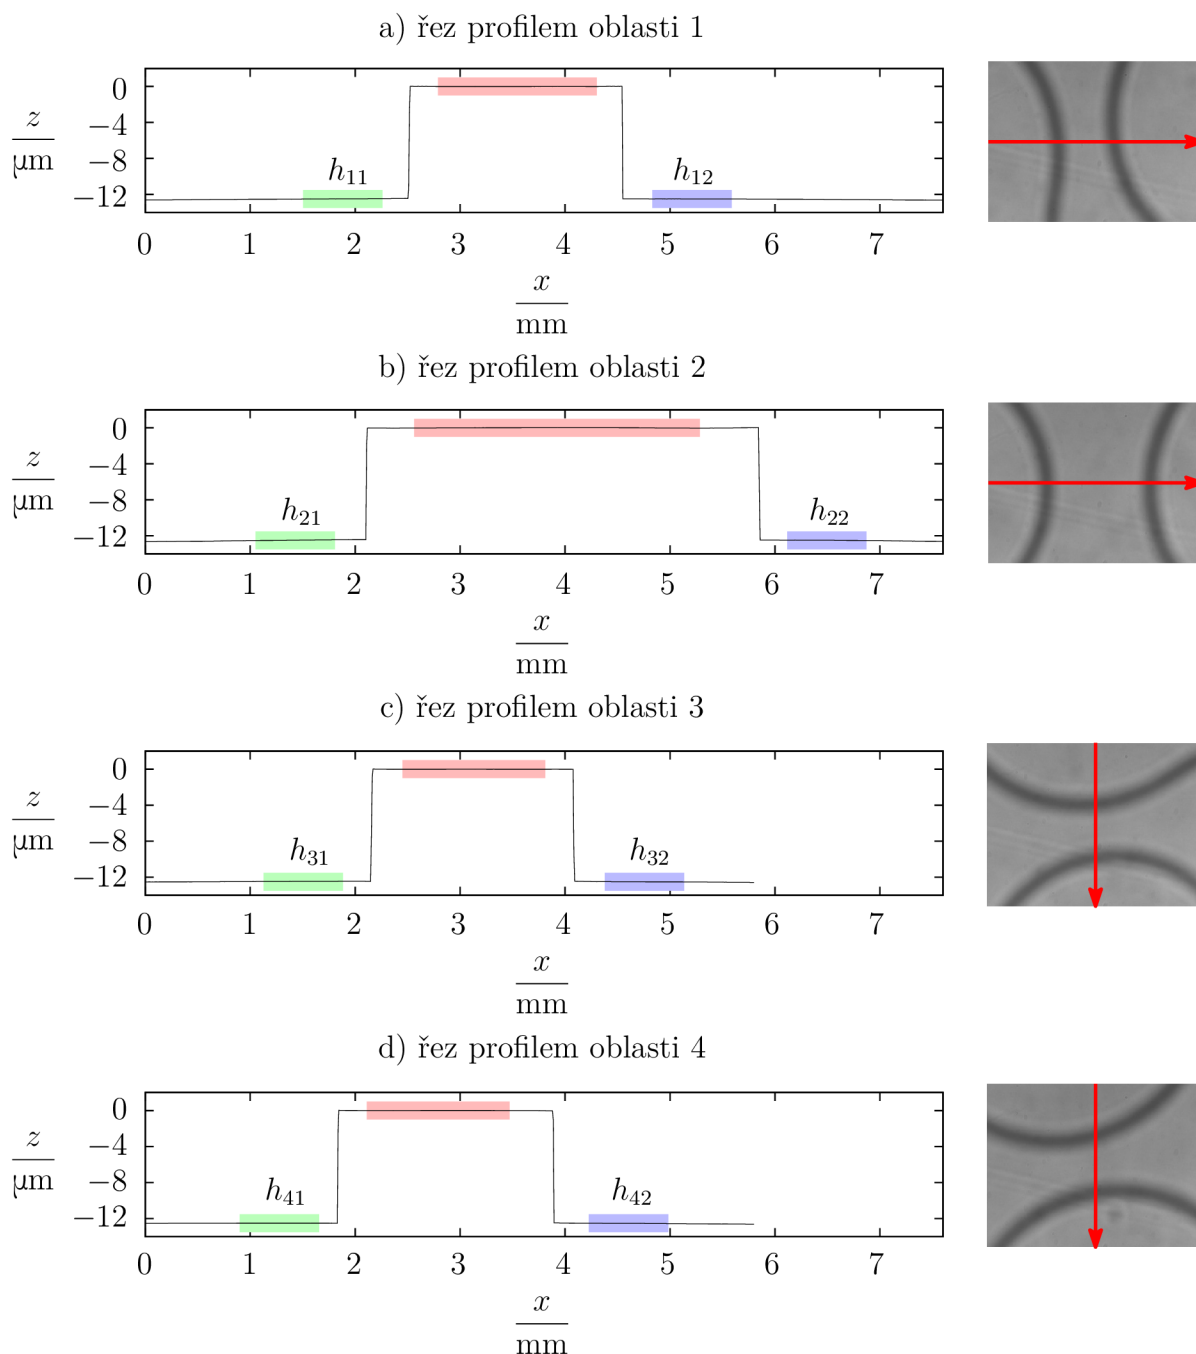 a) řez profilem oblasti 1
z
µm
0
−4
−8
−12
h11
h12
0 1 2 3 4 5 6 7
x
mm
b) řez profilem oblasti 2
z
µm
0
−4
−8
−12
h21
h22
0 1 2 3 4 5 6 7
x
mm
c) řez profilem oblasti 3
z
µm
0
−4
−8
−12
h31
h32
0 1 2 3 4 5 6 7
x
mm
d) řez profilem oblasti 4
z
µm
0
−4
−8
−12
h41
h42
0 1 2 3 4 5 6 7
x
mm